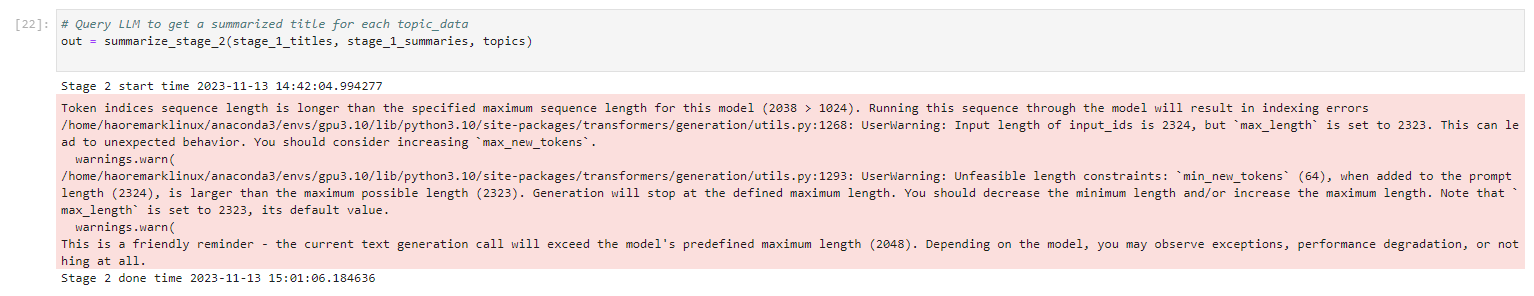 [22]: # Query LLM to get a summarized title for each topic_data
out = summarize_stage_2(stage_1_titles, stage_1_summaries, topics)
Stage 2 start time 2023-11-13 14:42:04.994277
Token indices sequence length is longer than the specified maximum sequence length for this model (2038 > 1024). Running this sequence through the model will result in indexing errors
/home/haoremarklinux/anaconda3/envs/gpu3.10/lib/python3.10/site-packages/transformers/generation/utils.py:1268: UserWarning: Input length of input_ids is 2324, but `max_length` is set to 2323. This can le
ad to unexpected behavior. You should consider increasing `max_new_tokens`.
  warnings.warn(
/home/haoremarklinux/anaconda3/envs/gpu3.10/lib/python3.10/site-packages/transformers/generation/utils.py:1293: UserWarning: Unfeasible length constraints: `min_new_tokens` (64), when added to the prompt
length (2324), is larger than the maximum possible length (2323). Generation will stop at the defined maximum length. You should decrease the minimum length and/or increase the maximum length. Note that `
max_length` is set to 2323, its default value.
  warnings.warn(
This is a friendly reminder - the current text generation call will exceed the model's predefined maximum length (2048). Depending on the model, you may observe exceptions, performance degradation, or not
hing at all.
Stage 2 done time 2023-11-13 15:01:06.184636